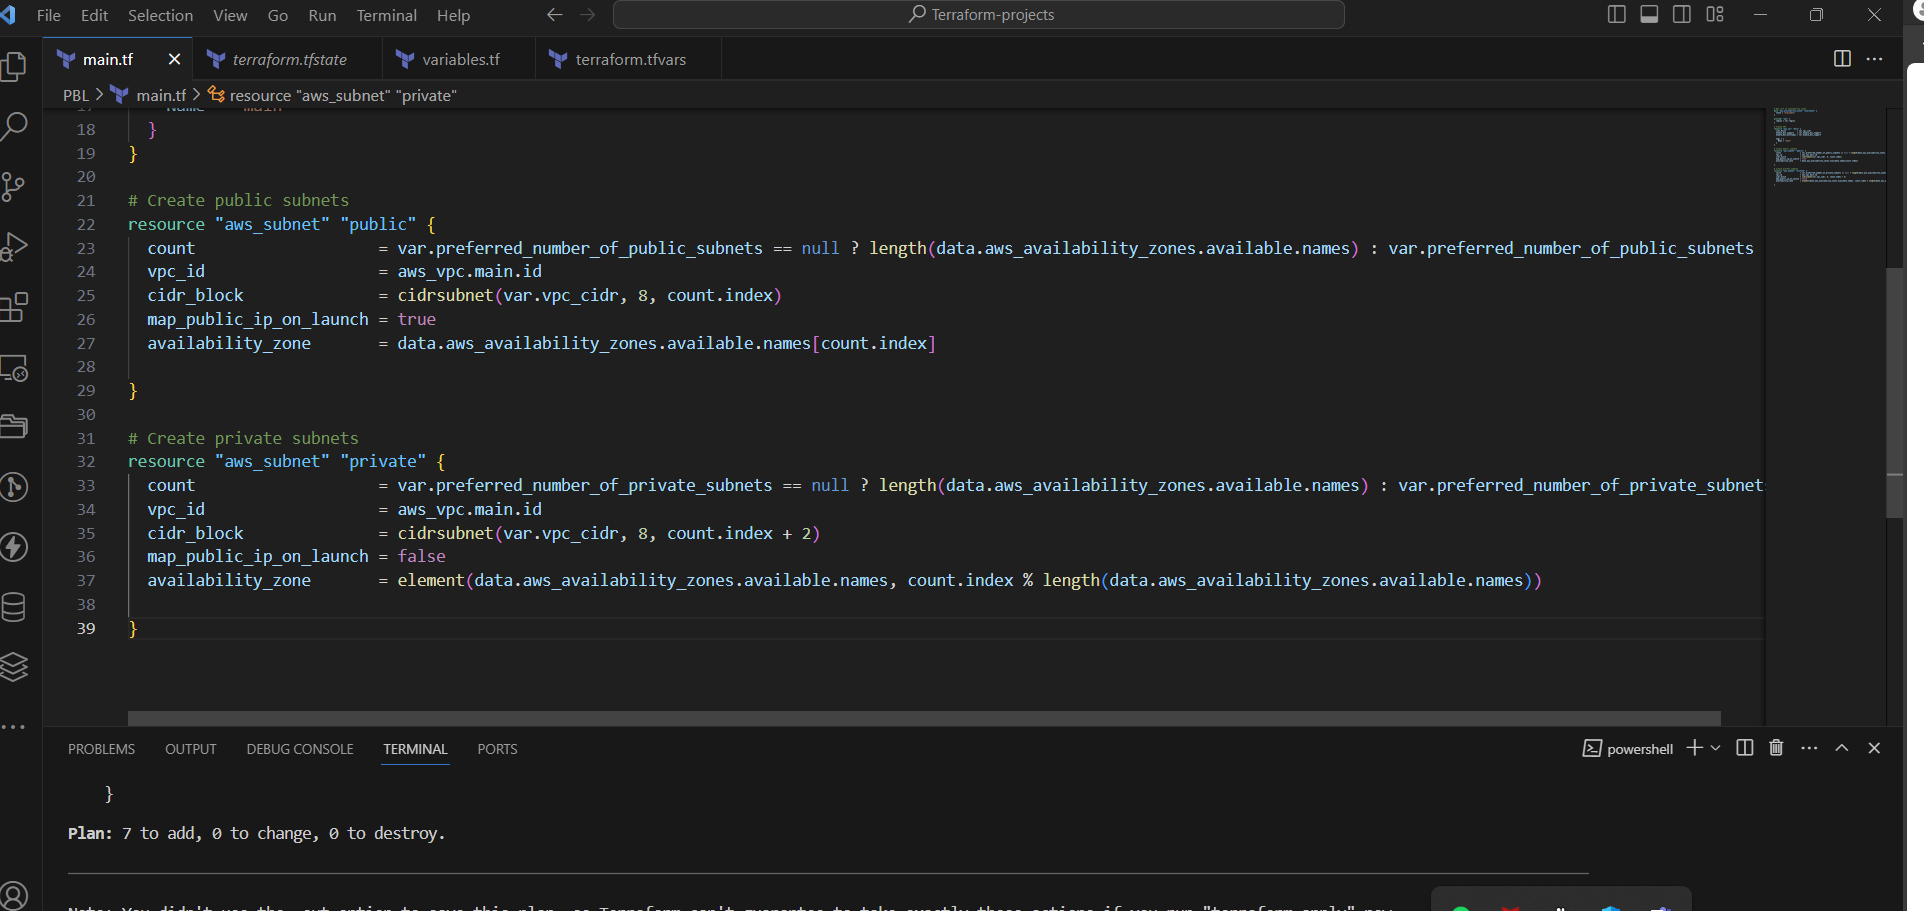 File Edit Selection View Go Run Terminal Help
Terraform-projects
main.tf
terraform.tfstate
variables.tf
terraform.tfvars
PBL > main.tf > resource "aws_subnet" "private"
18 }
19 }
20
21 # Create public subnets
22 resource "aws_subnet" "public" {
23 count = var.preferred_number_of_public_subnets == null ? length(data.aws_availability_zones.available.names) : var.preferred_number_of_public_subnets
24 vpc_id = aws_vpc.main.id
25 cidr_block = cidrsubnet(var.vpc_cidr, 8, count.index)
26 map_public_ip_on_launch = true
27 availability_zone = data.aws_availability_zones.available.names[count.index]
28
29 }
30
31 # Create private subnets
32 resource "aws_subnet" "private" {
33 count = var.preferred_number_of_private_subnets == null ? length(data.aws_availability_zones.available.names) : var.preferred_number_of_private_subnet
34 vpc_id = aws_vpc.main.id
35 cidr_block = cidrsubnet(var.vpc_cidr, 8, count.index + 2)
36 map_public_ip_on_launch = false
37 availability_zone = element(data.aws_availability_zones.available.names, count.index % length(data.aws_availability_zones.available.names))
38
39 }
PROBLEMS OUTPUT DEBUG CONSOLE TERMINAL PORTS
powershell
}
Plan: 7 to add, 0 to change, 0 to destroy.